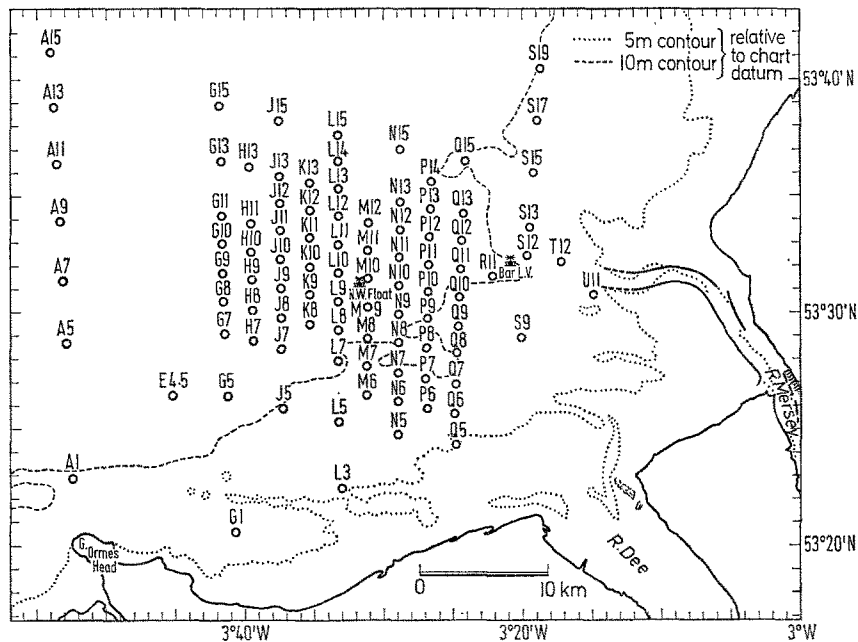 5m contour
10m contour
relative to chart datum
A15
A13
A11
A9
A7
A5
A1
E4·5
G15
G13
G11
G10
G9
G8
G7
G5
G1
H13
H11
H10
H9
H8
H7
J15
J13
J12
J11
J10
J9
J8
J7
J5
K13
K12
K11
K10
K9
K8
L15
L14
L13
L12
L11
L10
L9
L8
L7
L5
L3
M12
M11
M10
N.W. Float
M9
M8
M7
M6
N15
N13
N12
N11
N10
N9
N8
N7
N6
N5
P14
P13
P12
P11
P10
P9
P8
P7
P6
Q15
Q13
Q12
Q11
Q10
Q9
Q8
Q7
Q6
Q5
R11
Bar L.V.
S19
S17
S15
S13
S12
S9
T12
U11
R.Mersey
R.Dee
G. Ormes Head
0 10 km
53°40' N
53°30' N
53°20' N
3°40'W
3°20'W
3°W